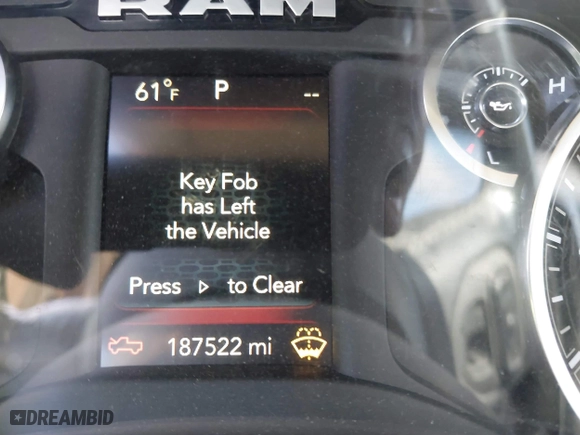 RAM
61°F P --
H
L
Key Fob
has Left
the Vehicle
Press ▷ to Clear
187522 mi
DREAMBID